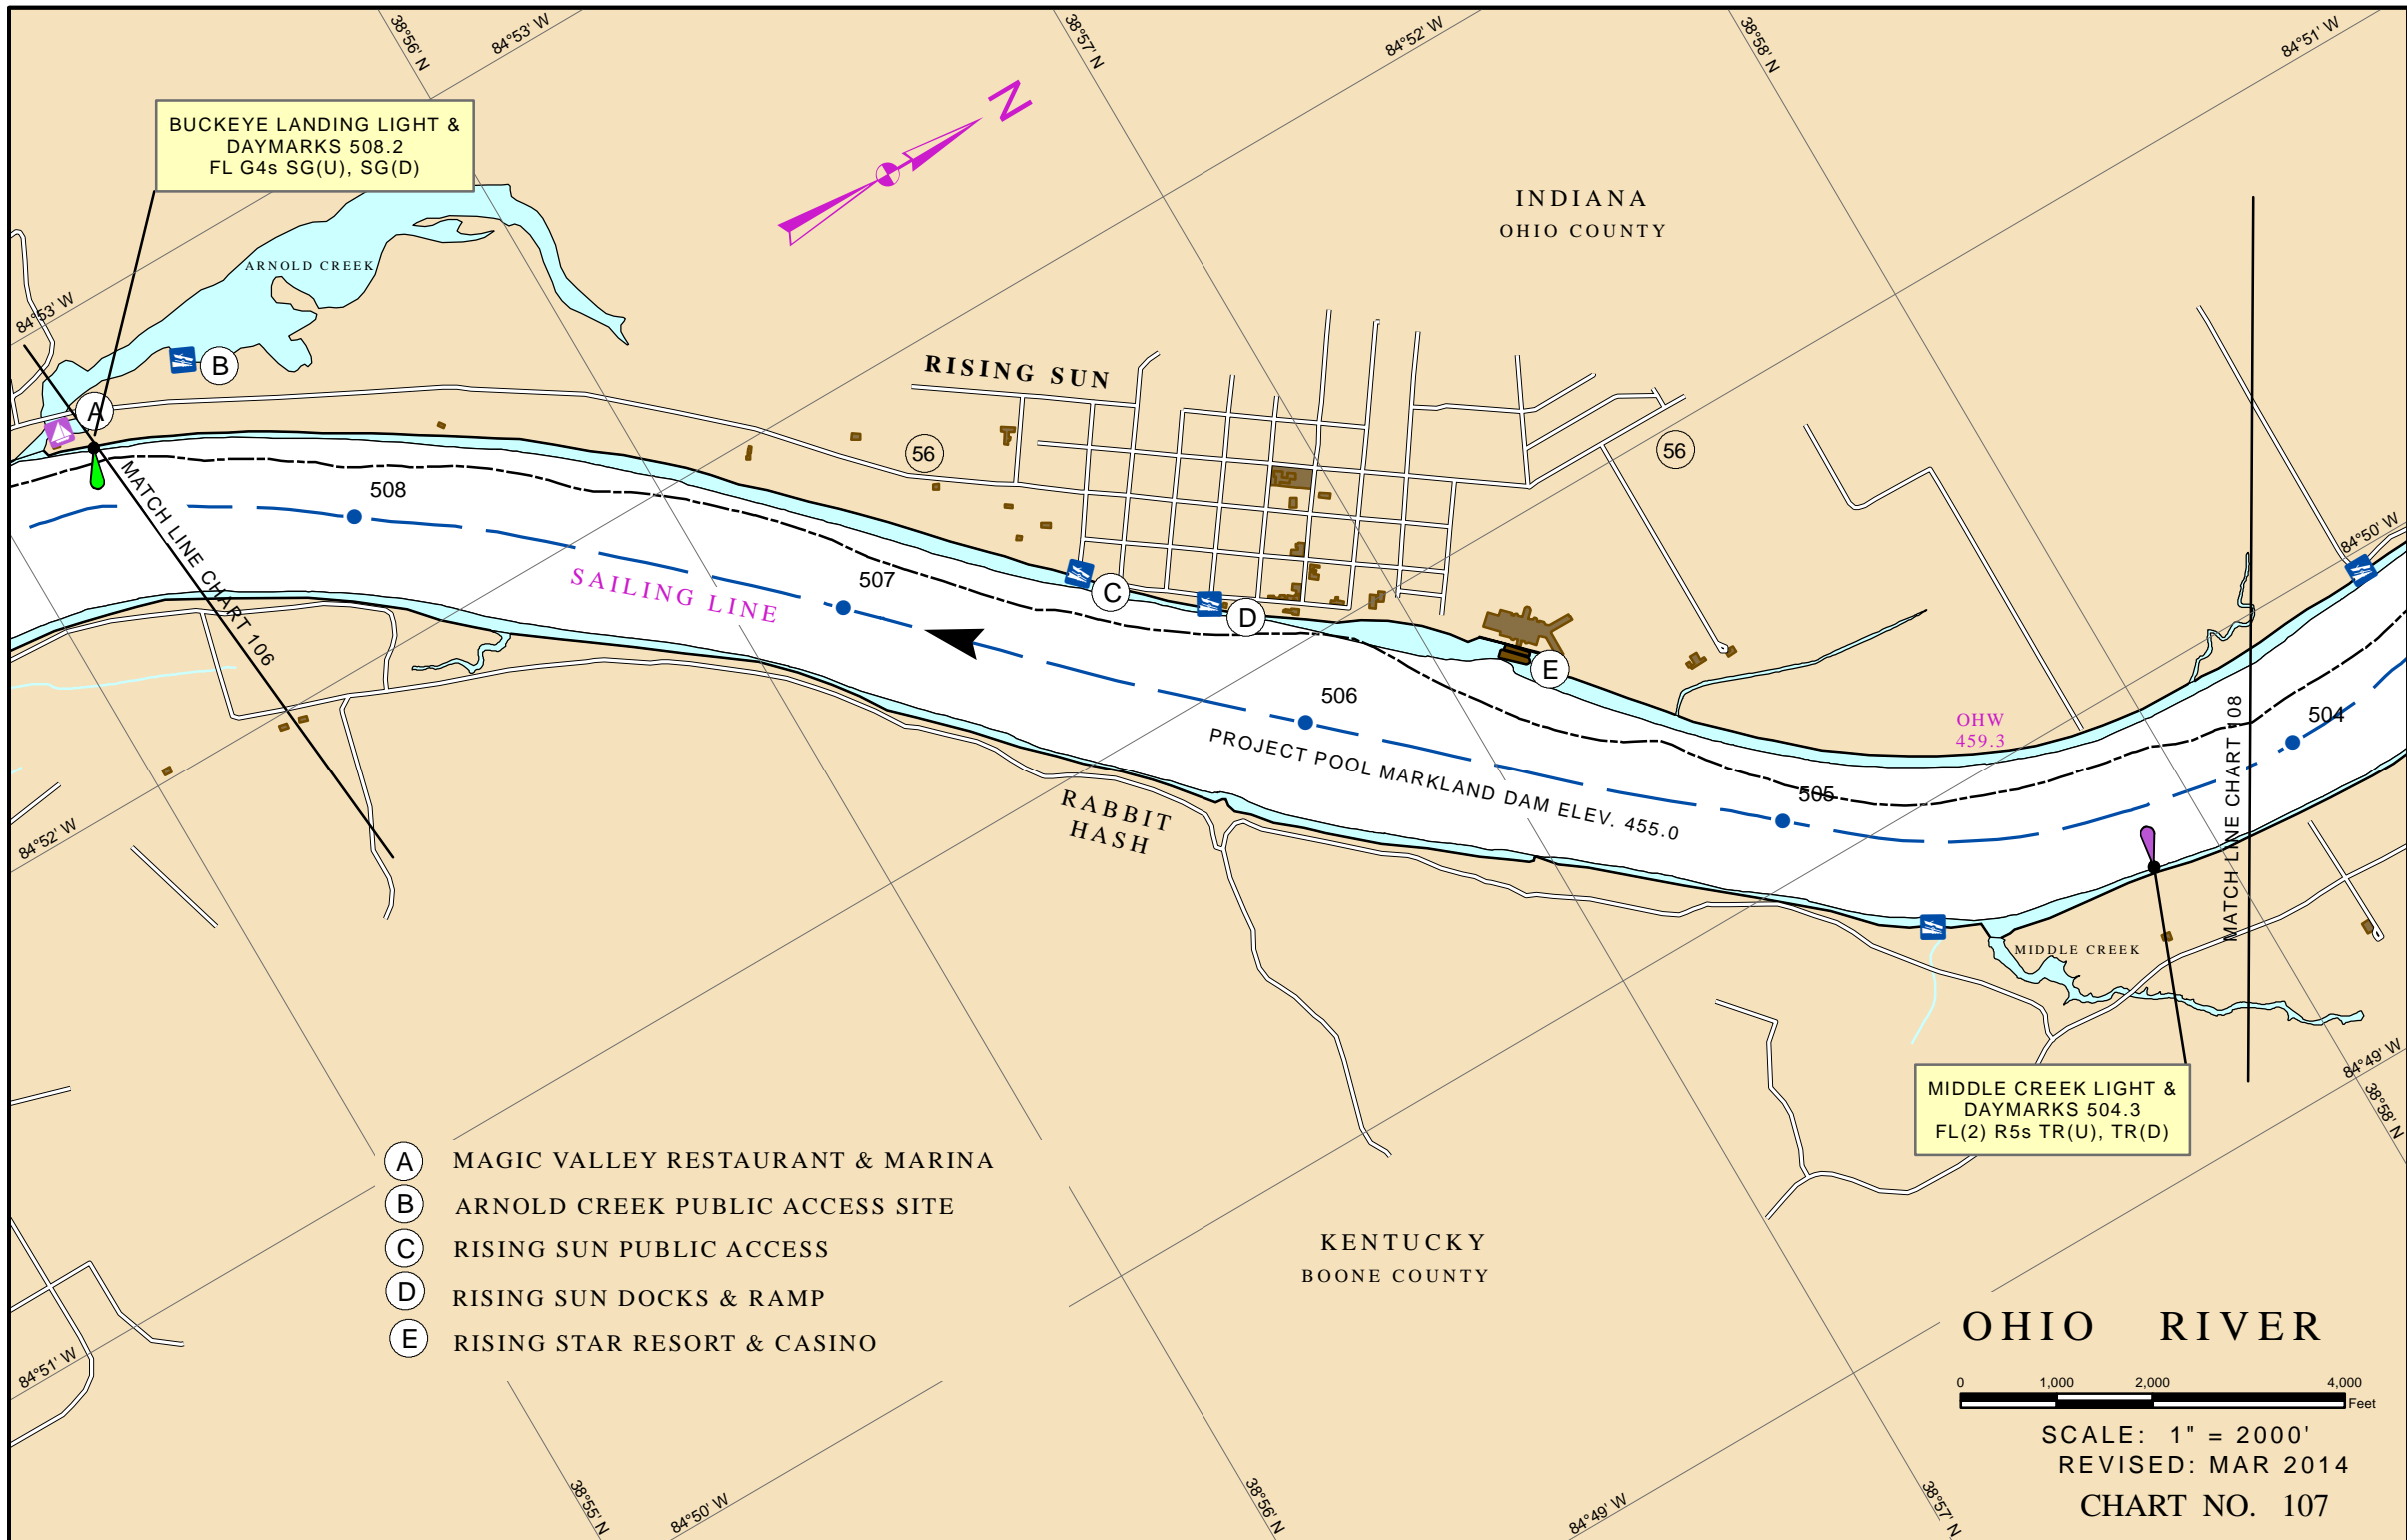 38°56' N
84°53' W
38°57' N
84°52' W
38°58' N
84°51' W
BUCKEYE LANDING LIGHT &
DAYMARKS 508.2
FL G4s SG(U), SG(D)
N
INDIANA
OHIO COUNTY
ARNOLD CREEK
84°53' W
B
A
RISING SUN
56
56
MATCH LINE CHART 106
508
SAILING LINE
507
C
D
E
506
PROJECT POOL MARKLAND DAM ELEV. 455.0
505
OHW
459.3
504
84°50' W
MATCH LINE CHART 108
RABBIT
HASH
84°52' W
MIDDLE CREEK
84°49' W
38°58' N
MIDDLE CREEK LIGHT &
DAYMARKS 504.3
FL(2) R5s TR(U), TR(D)
A MAGIC VALLEY RESTAURANT & MARINA
B ARNOLD CREEK PUBLIC ACCESS SITE
C RISING SUN PUBLIC ACCESS
D RISING SUN DOCKS & RAMP
E RISING STAR RESORT & CASINO
KENTUCKY
BOONE COUNTY
84°51' W
38°55' N
84°50' W
38°56' N
84°49' W
38°57' N
OHIO RIVER
0 1,000 2,000 4,000
Feet
SCALE: 1" = 2000'
REVISED: MAR 2014
CHART NO. 107